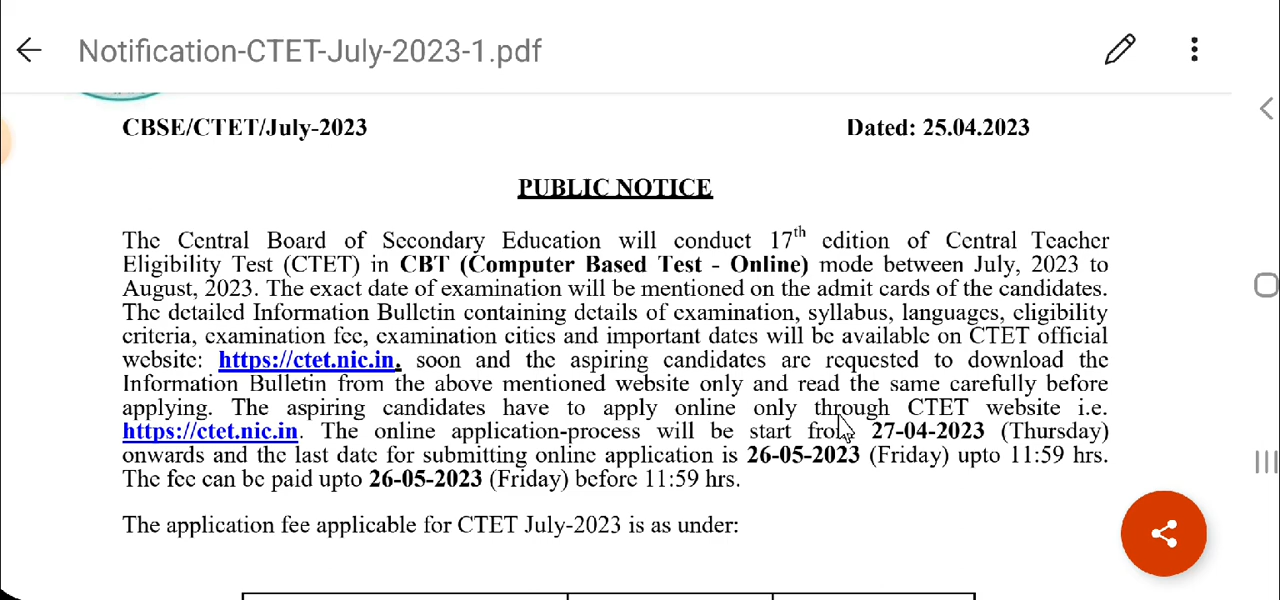 Notification-CTET-July-2023-1.pdf
CBSE/CTET/July-2023 Dated: 25.04.2023
PUBLIC NOTICE
The Central Board of Secondary Education will conduct 17th edition of Central Teacher
Eligibility Test (CTET) in CBT (Computer Based Test - Online) mode between July, 2023 to
August, 2023. The exact date of examination will be mentioned on the admit cards of the candidates.
The detailed Information Bulletin containing details of examination, syllabus, languages, eligibility
criteria, examination fee, examination cities and important dates will be available on CTET official
website: https://ctet.nic.in. soon and the aspiring candidates are requested to download the
Information Bulletin from the above mentioned website only and read the same carefully before
applying. The aspiring candidates have to apply online only through CTET website i.e.
https://ctet.nic.in. The online application-process will be start from 27-04-2023 (Thursday)
onwards and the last date for submitting online application is 26-05-2023 (Friday) upto 11:59 hrs.
The fee can be paid upto 26-05-2023 (Friday) before 11:59 hrs.
The application fee applicable for CTET July-2023 is as under: